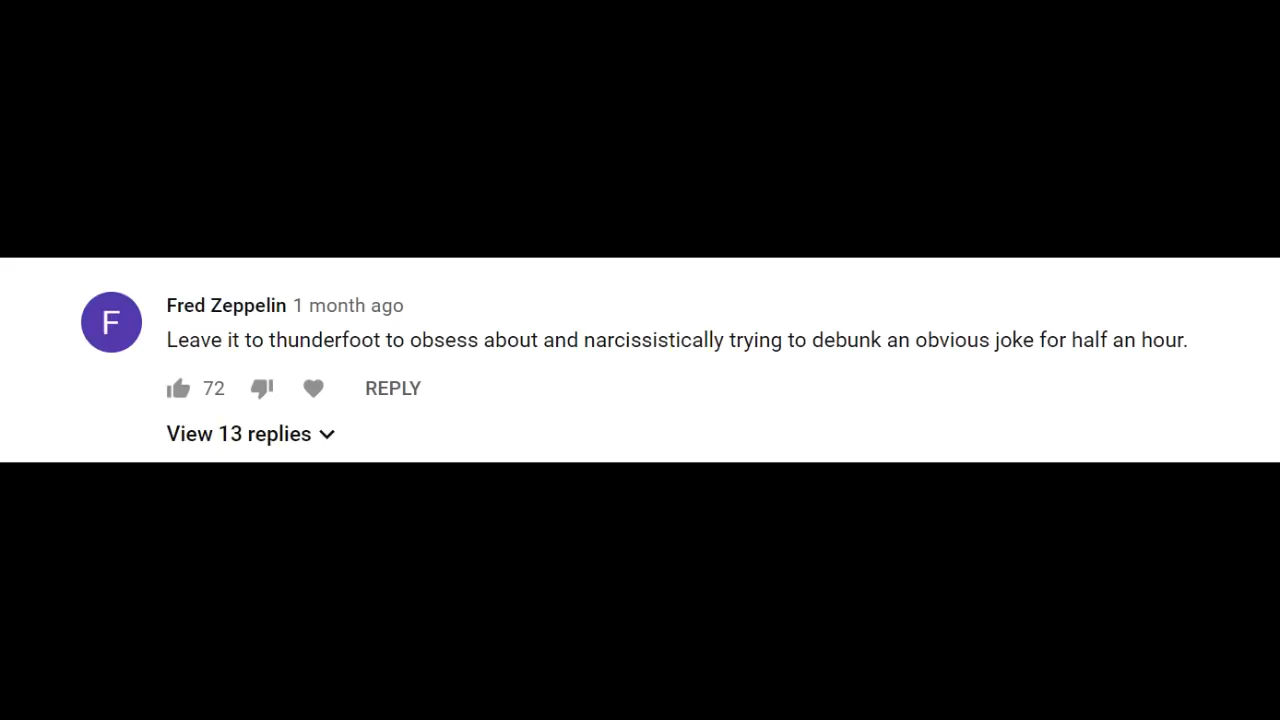 F
Fred Zeppelin 1 month ago
Leave it to thunderfoot to obsess about and narcissistically trying to debunk an obvious joke for half an hour.
72 REPLY
View 13 replies